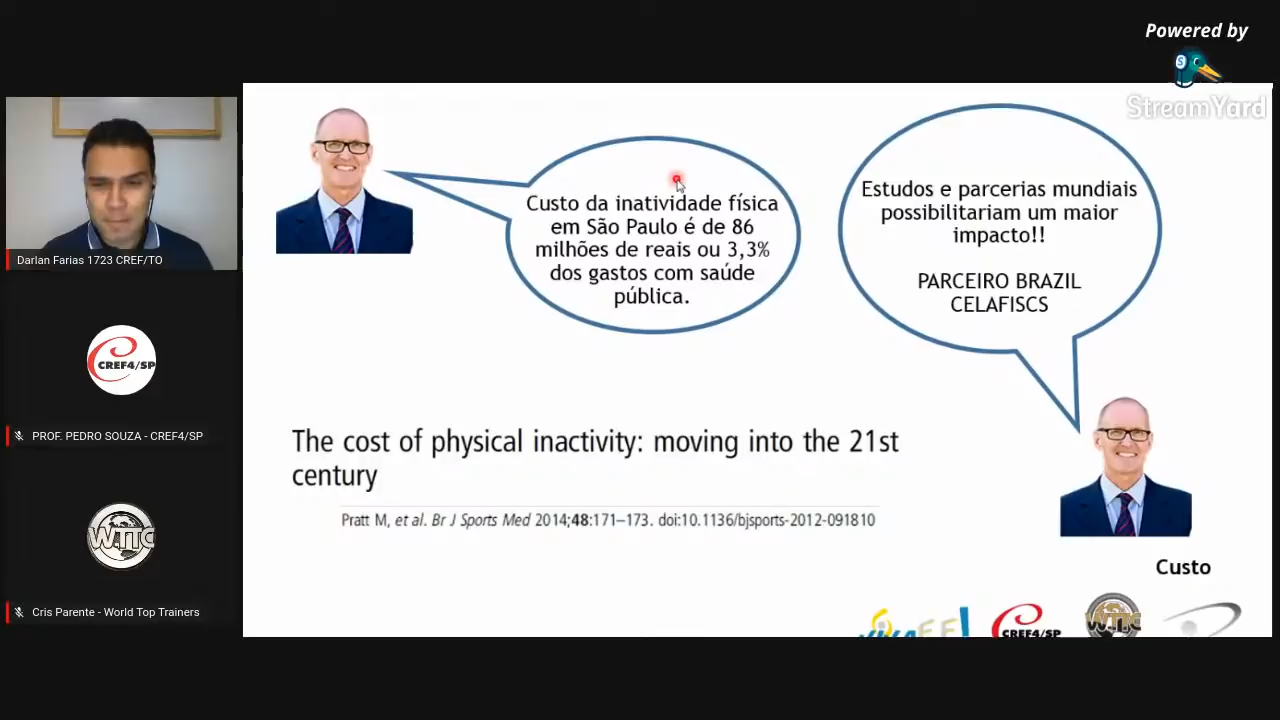 Powered by
StreamYard
Darlan Farias 1723 CREF/TO
CREF4/SP
PROF. PEDRO SOUZA - CREF4/SP
WTTC
Cris Parente - World Top Trainers
Custo da inatividade física
em São Paulo é de 86
milhões de reais ou 3,3%
dos gastos com saúde
pública.
Estudos e parcerias mundiais
possibilitariam um maior
impacto!!
PARCEIRO BRAZIL
CELAFISCS
The cost of physical inactivity: moving into the 21st
century
Pratt M, et al. Br J Sports Med 2014;48:171–173. doi:10.1136/bjsports-2012-091810
Custo
CREF4/SP
WTTC